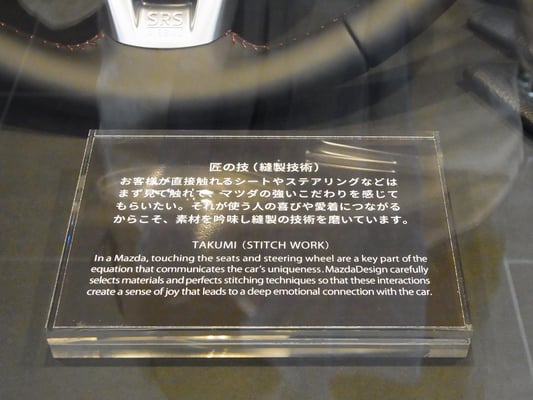 SRS
匠の技（縫製技術）
お客様が直接触れるシートやステアリングなどは
まず見て触れて、マツダの強いこだわりを感じて
もらいたい。それが使う人の喜びや愛着につながる
からこそ、素材を吟味し縫製の技術を磨いています。
TAKUMI（STITCH WORK）
In a Mazda, touching the seats and steering wheel are a key part of the
equation that communicates the car's uniqueness. MazdaDesign carefully
selects materials and perfects stitching techniques so that these interactions
create a sense of joy that leads to a deep emotional connection with the car.